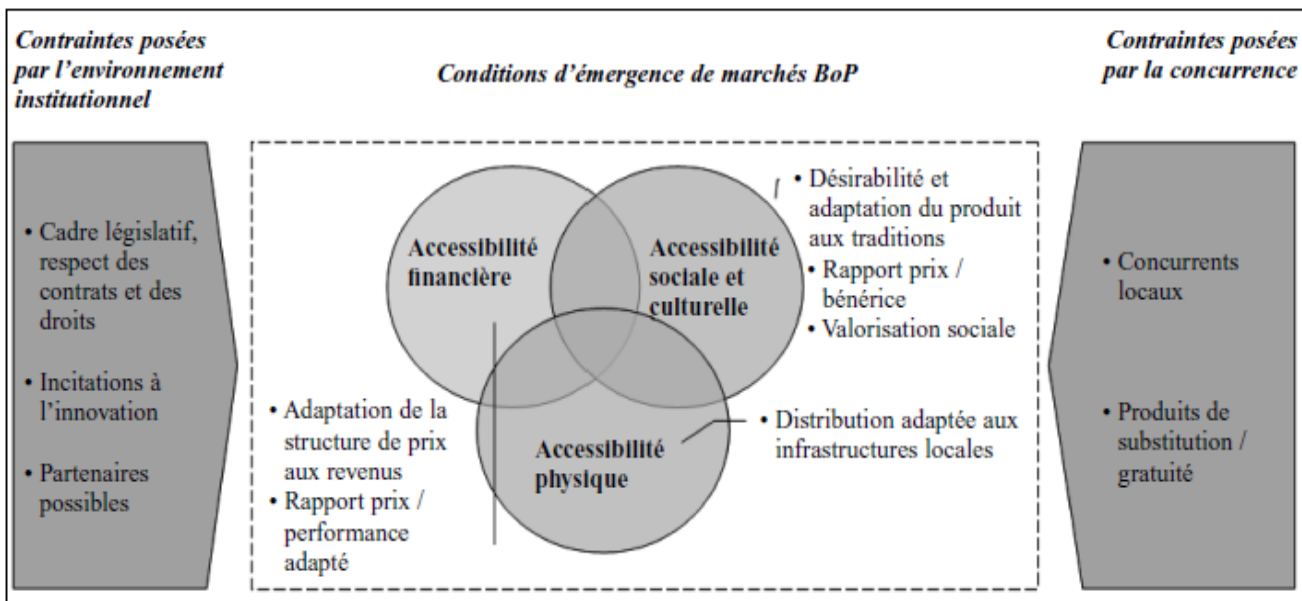 Contraintes posées
par l'environnement
institutionnel
Conditions d'émergence de marchés BoP
Contraintes posées
par la concurrence
• Cadre législatif,
respect des
contrats et des
droits
• Incitations à
l'innovation
• Partenaires
possibles
Accessibilité
financière
Accessibilité
sociale et
culturelle
Accessibilité
physique
• Désirabilité et
adaptation du produit
aux traditions
• Rapport prix /
bénérice
• Valorisation sociale
• Adaptation de la
structure de prix
aux revenus
• Rapport prix /
performance
adapté
• Distribution adaptée aux
infrastructures locales
• Concurrents
locaux
• Produits de
substitution /
gratuité